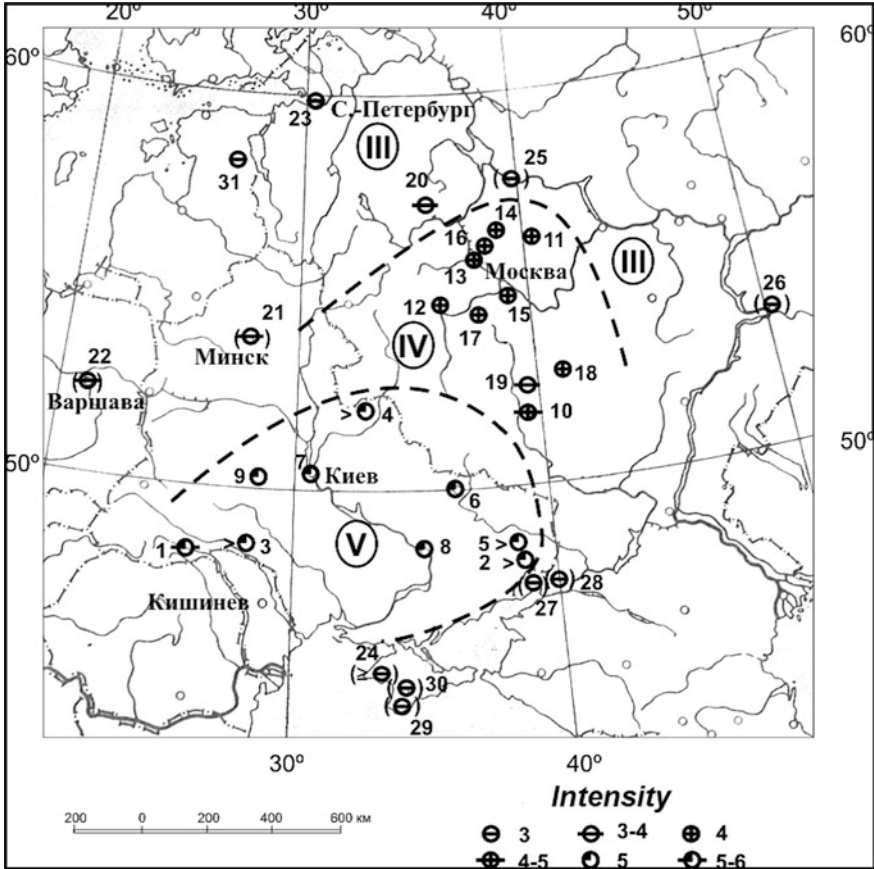 20º 30º 40º 50º
60º 60º
23 С.-Петербург
III
31
25
20
14
16 11
III
13 Москва
26
12 15
21
17
Минск
IV
22
18
19
Варшава
> 4
10
50º 50º
7
9 Киев
6
1 > 3
V
8
5 >
2 >
Кишинев
( ) 28
( ) 27
24
(≥ )
( ) 30
( ) 29
30º 40º
Intensity
200 0 200 400 600 км
3 3-4 4
4-5 5 5-6